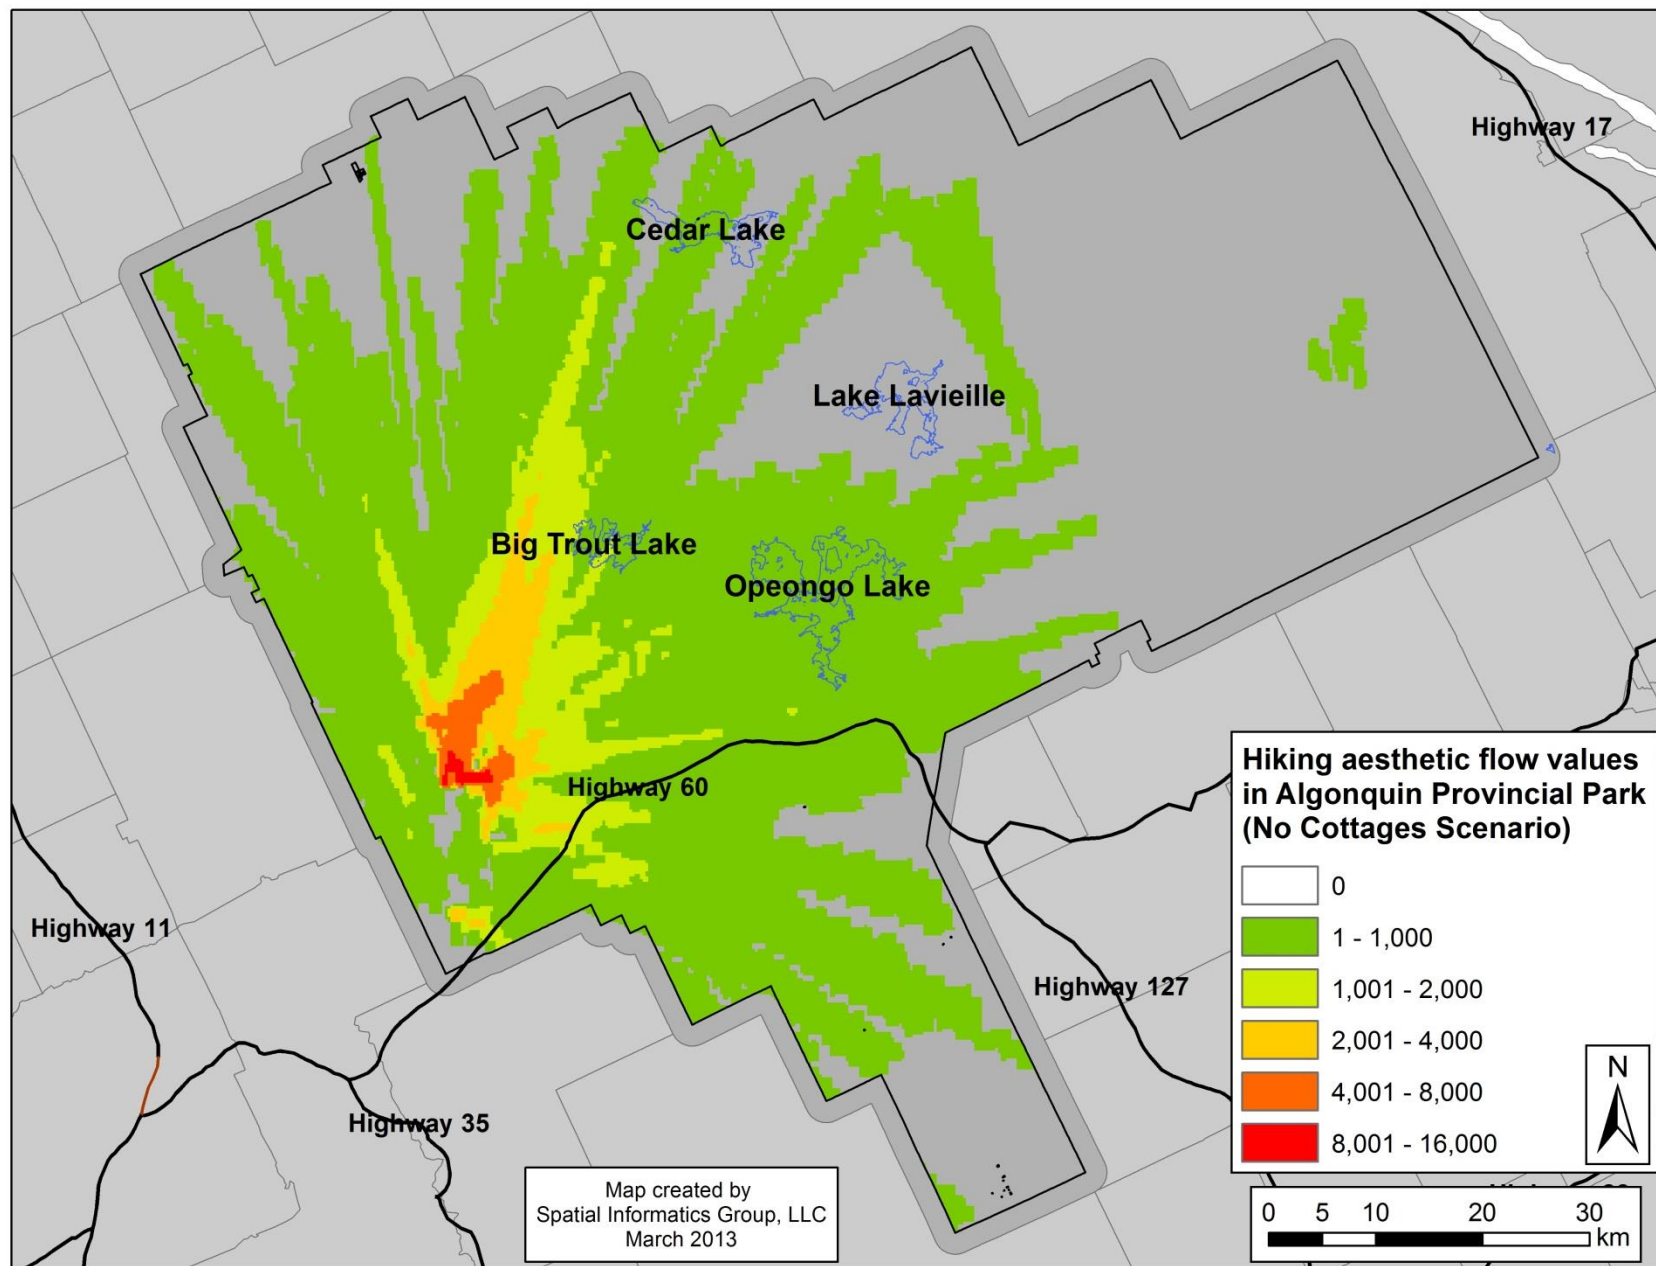 Highway 17
Cedar Lake
Lake Lavieille
Big Trout Lake
Opeongo Lake
Highway 60
Highway 11
Highway 127
Highway 35
Hiking aesthetic flow values
in Algonquin Provincial Park
(No Cottages Scenario)
0
1 - 1,000
1,001 - 2,000
2,001 - 4,000
4,001 - 8,000
8,001 - 16,000
N
Map created by
Spatial Informatics Group, LLC
March 2013
0 5 10 20 30
km